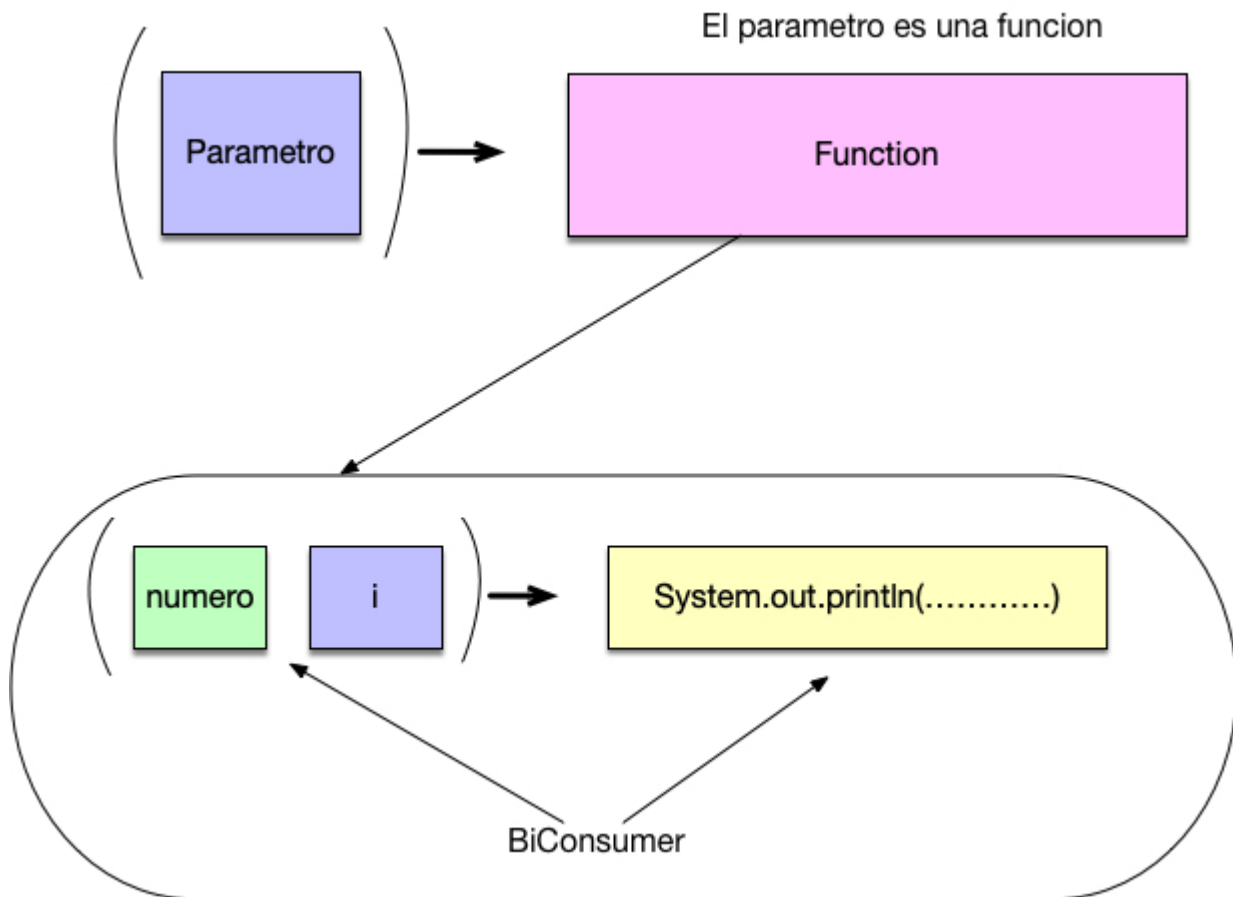 El parametro es una funcion
Parametro
Function
numero
i
System.out.println(............)
BiConsumer